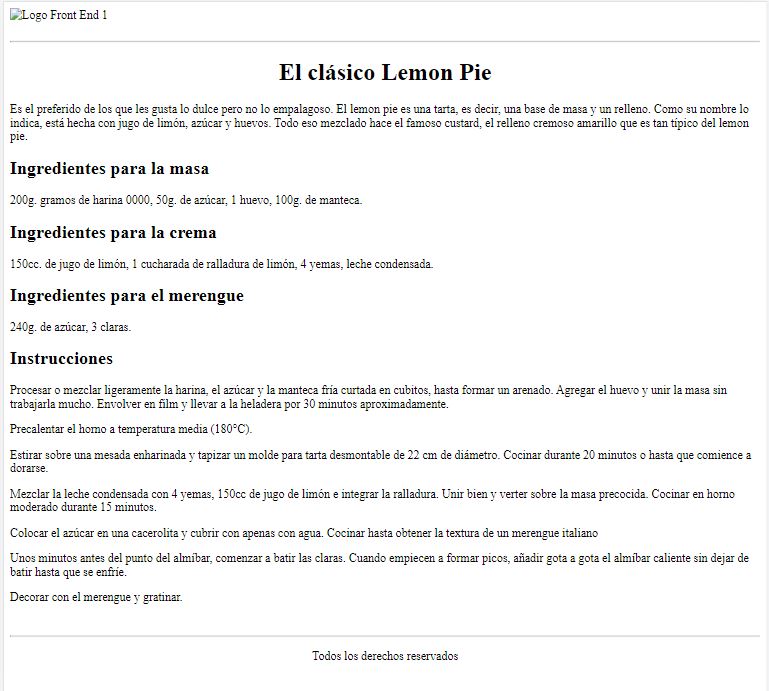 Logo Front End 1
El clásico Lemon Pie
Es el preferido de los que les gusta lo dulce pero no lo empalagoso. El lemon pie es una tarta, es decir, una base de masa y un relleno. Como su nombre lo
indica, está hecha con jugo de limón, azúcar y huevos. Todo eso mezclado hace el famoso custard, el relleno cremoso amarillo que es tan típico del lemon
pie.
Ingredientes para la masa
200g. gramos de harina 0000, 50g. de azúcar, 1 huevo, 100g. de manteca.
Ingredientes para la crema
150cc. de jugo de limón, 1 cucharada de ralladura de limón, 4 yemas, leche condensada.
Ingredientes para el merengue
240g. de azúcar, 3 claras.
Instrucciones
Procesar o mezclar ligeramente la harina, el azúcar y la manteca fría curtada en cubitos, hasta formar un arenado. Agregar el huevo y unir la masa sin
trabajarla mucho. Envolver en film y llevar a la heladera por 30 minutos aproximadamente.
Precalentar el horno a temperatura media (180°C).
Estirar sobre una mesada enharinada y tapizar un molde para tarta desmontable de 22 cm de diámetro. Cocinar durante 20 minutos o hasta que comience a
dorarse.
Mezclar la leche condensada con 4 yemas, 150cc de jugo de limón e integrar la ralladura. Unir bien y verter sobre la masa precocida. Cocinar en horno
moderado durante 15 minutos.
Colocar el azúcar en una cacerolita y cubrir con apenas con agua. Cocinar hasta obtener la textura de un merengue italiano
Unos minutos antes del punto del almíbar, comenzar a batir las claras. Cuando empiecen a formar picos, añadir gota a gota el almíbar caliente sin dejar de
batir hasta que se enfríe.
Decorar con el merengue y gratinar.
Todos los derechos reservados